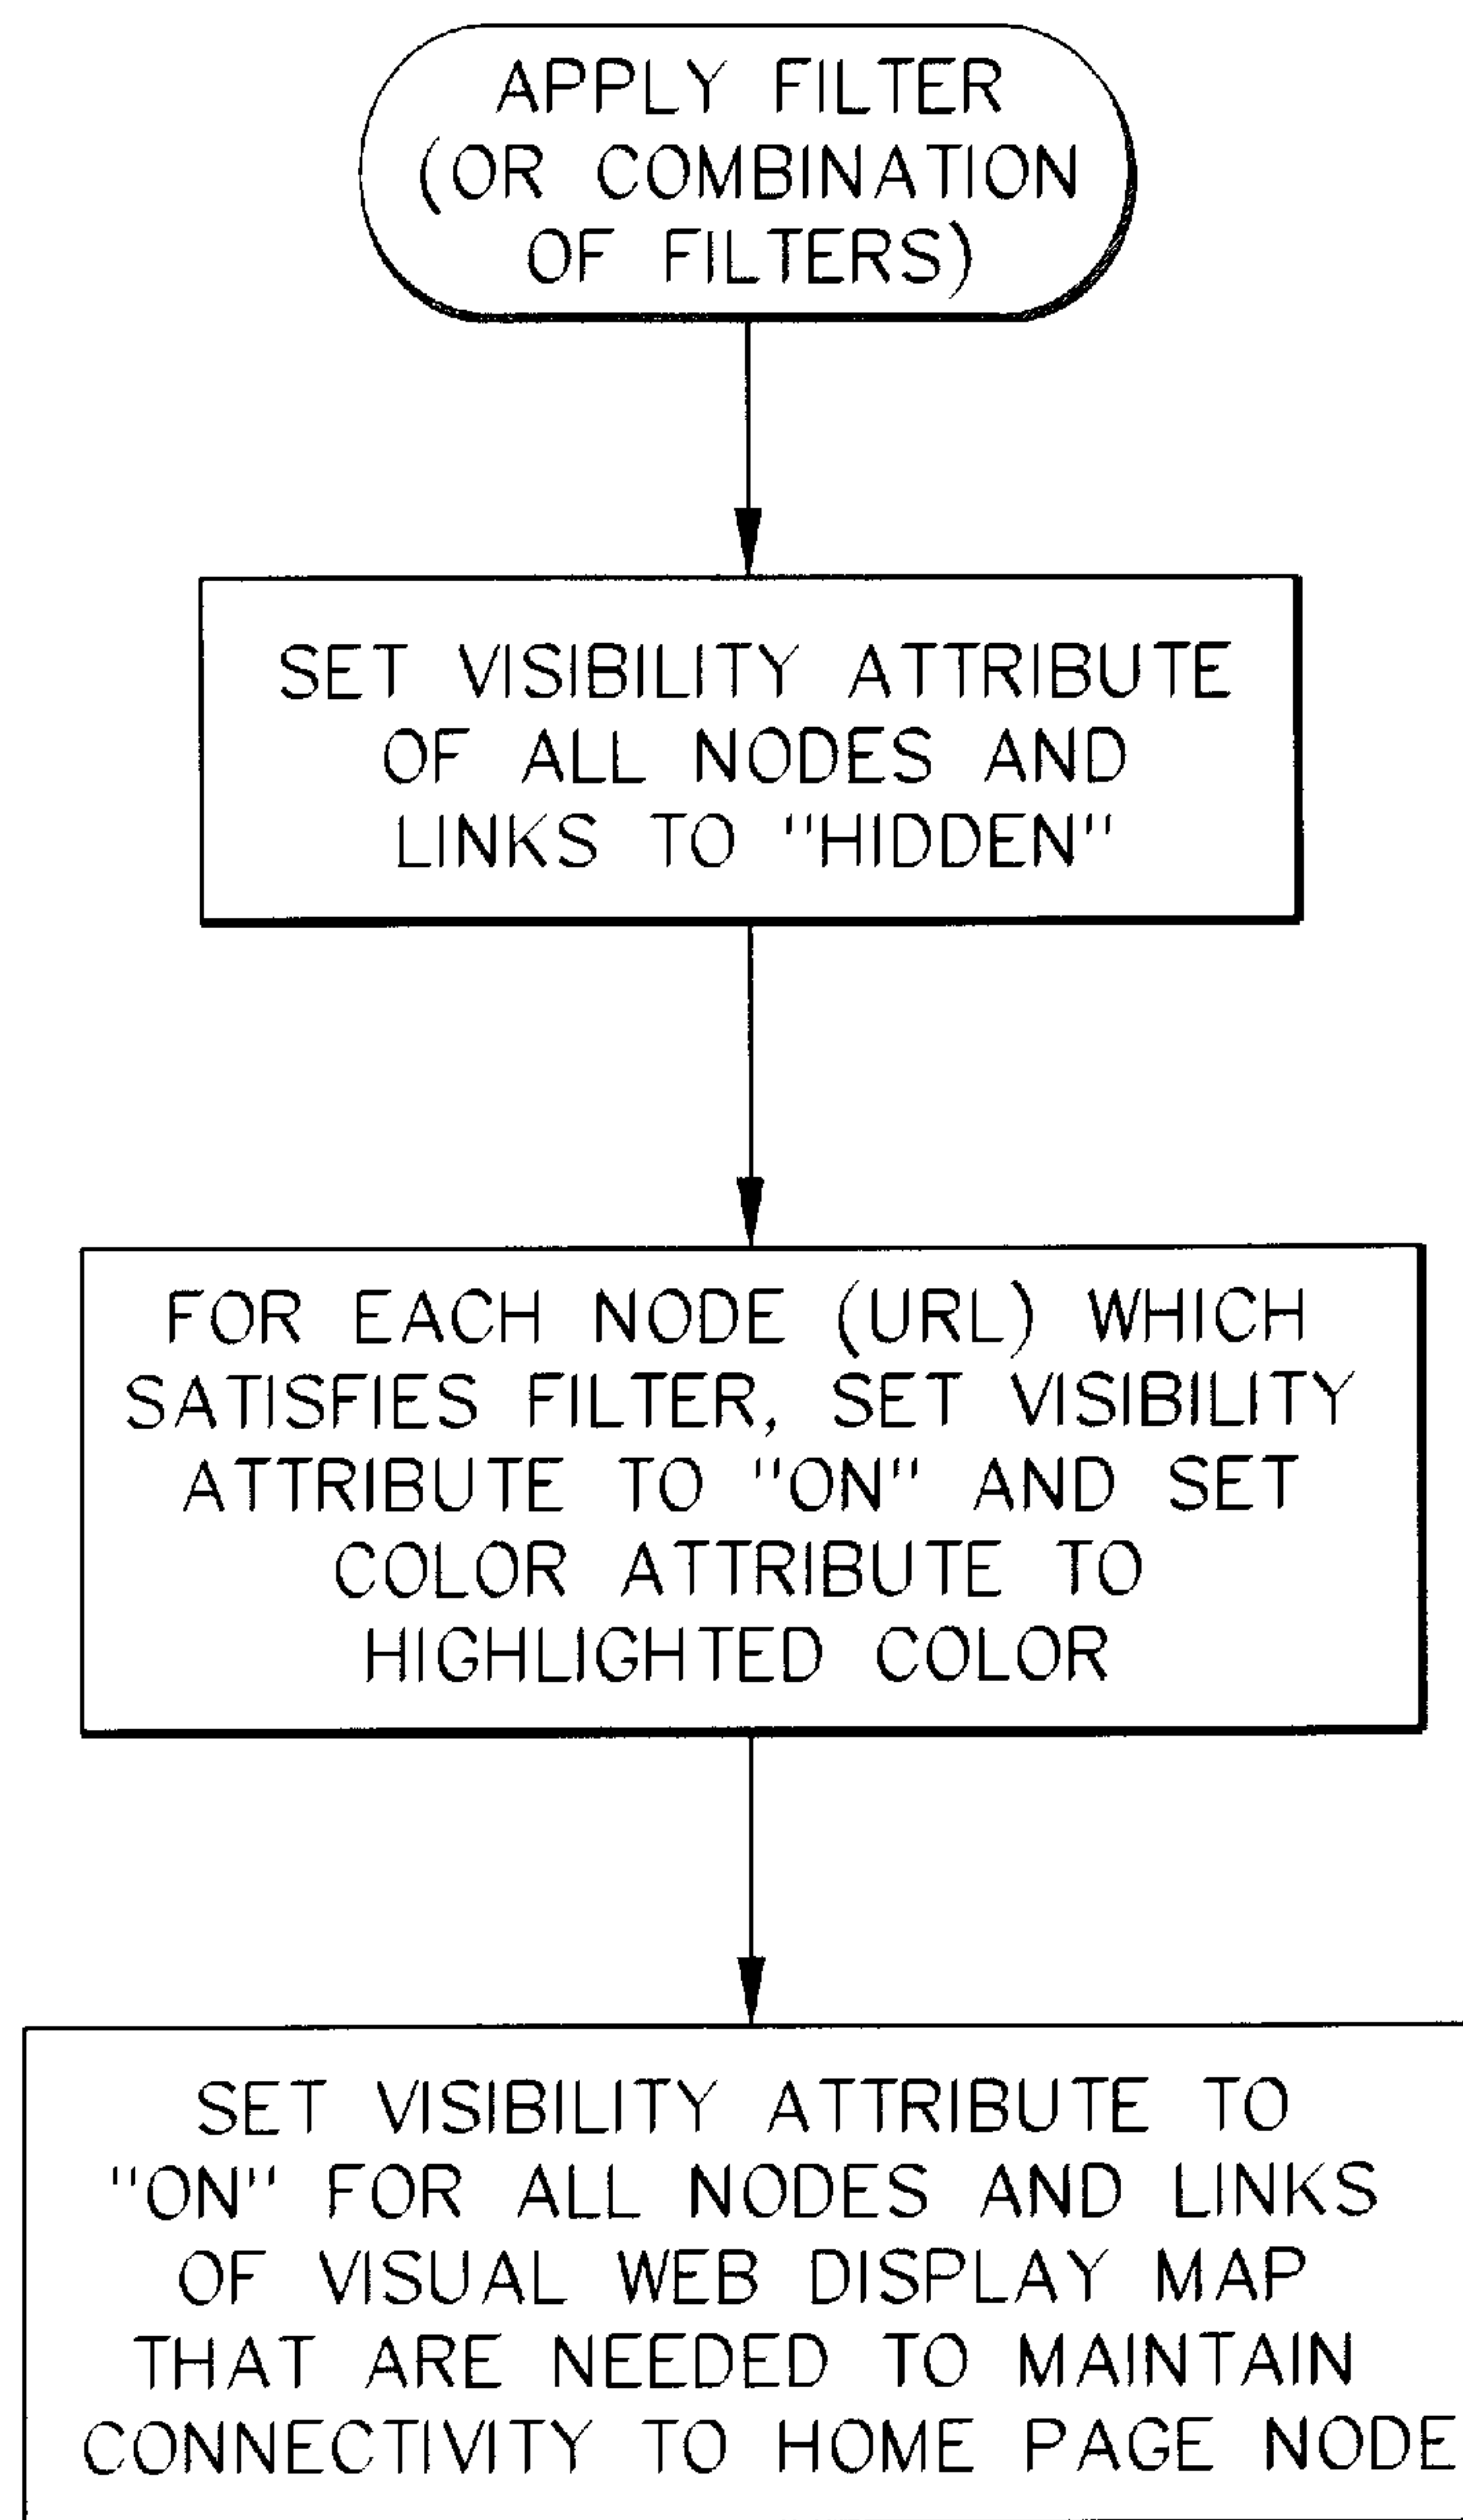 APPLY FILTER
(OR COMBINATION
OF FILTERS)
SET VISIBILITY ATTRIBUTE
OF ALL NODES AND
LINKS TO "HIDDEN"
FOR EACH NODE (URL) WHICH
SATISFIES FILTER, SET VISIBILITY
ATTRIBUTE TO "ON" AND SET
COLOR ATTRIBUTE TO
HIGHLIGHTED COLOR
SET VISIBILITY ATTRIBUTE TO
"ON" FOR ALL NODES AND LINKS
OF VISUAL WEB DISPLAY MAP
THAT ARE NEEDED TO MAINTAIN
CONNECTIVITY TO HOME PAGE NODE